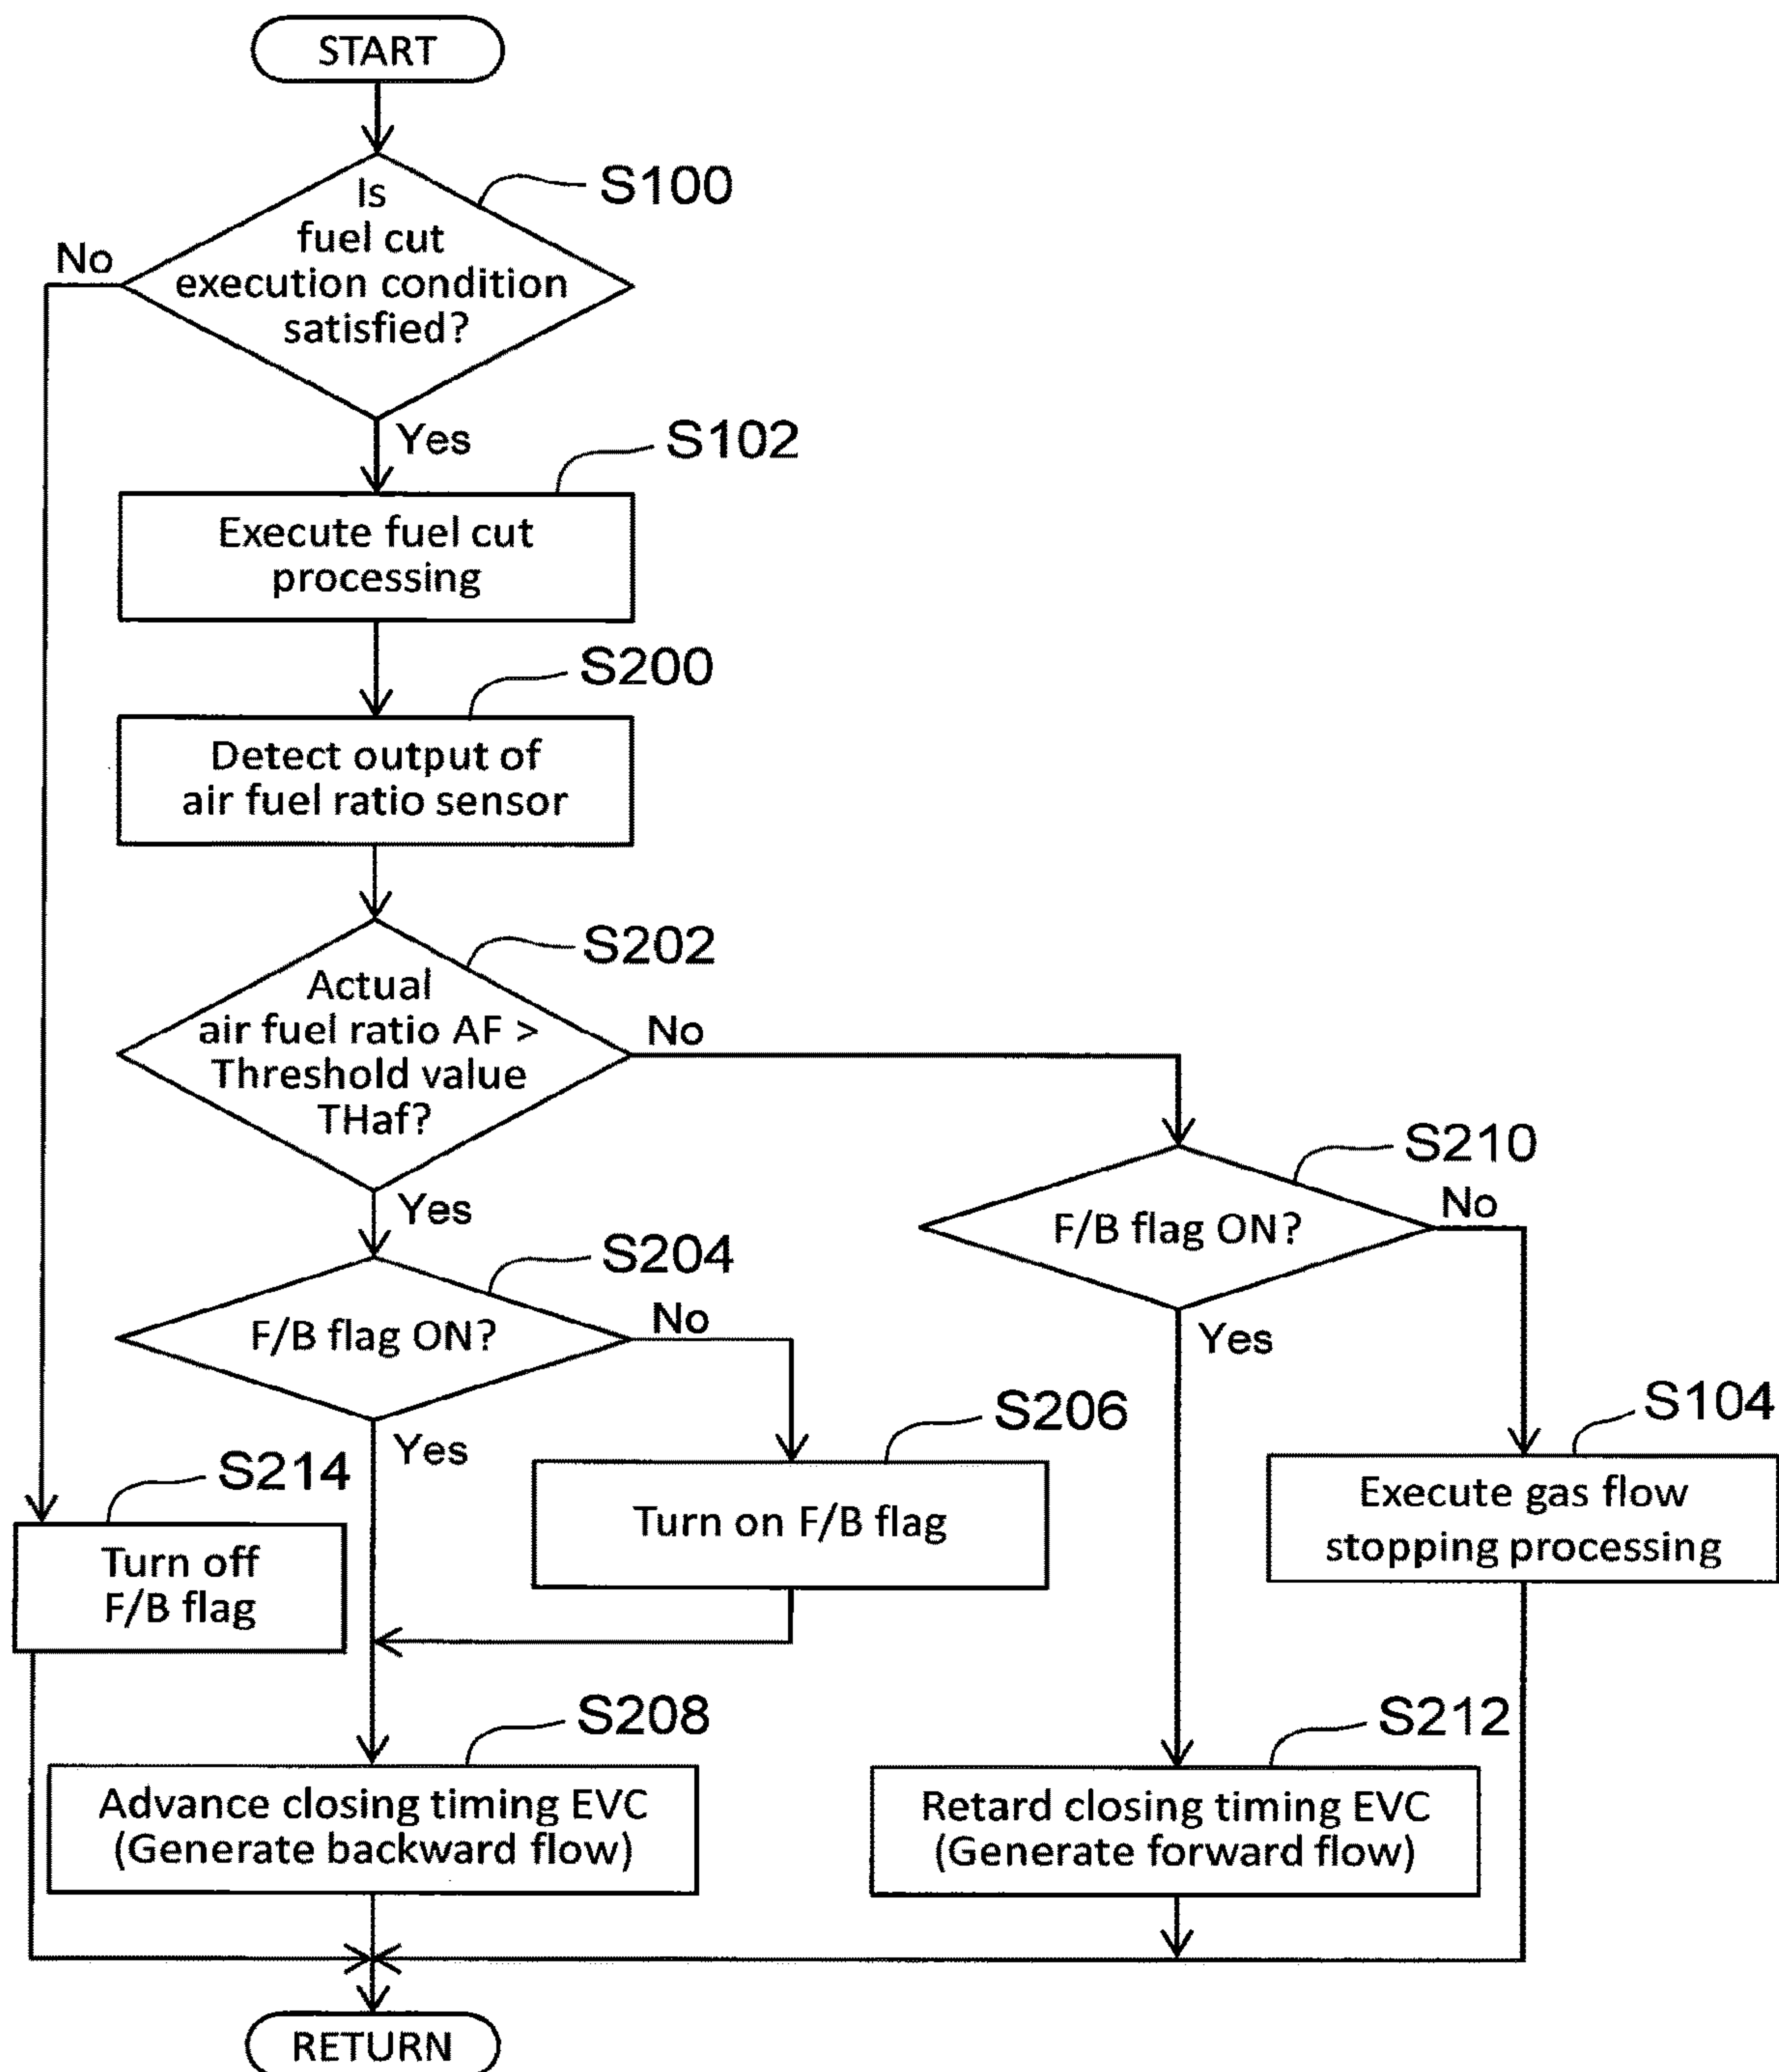 START
S100
Is
fuel cut
execution condition
satisfied?
No
Yes
S102
Execute fuel cut
processing
S200
Detect output of
air fuel ratio sensor
S202
Actual
air fuel ratio AF >
Threshold value
THaf?
No
Yes
S210
F/B flag ON?
No
Yes
S204
F/B flag ON?
No
Yes
S206
Turn on F/B flag
S104
Execute gas flow
stopping processing
S214
Turn off
F/B flag
S208
Advance closing timing EVC
(Generate backward flow)
S212
Retard closing timing EVC
(Generate forward flow)
RETURN